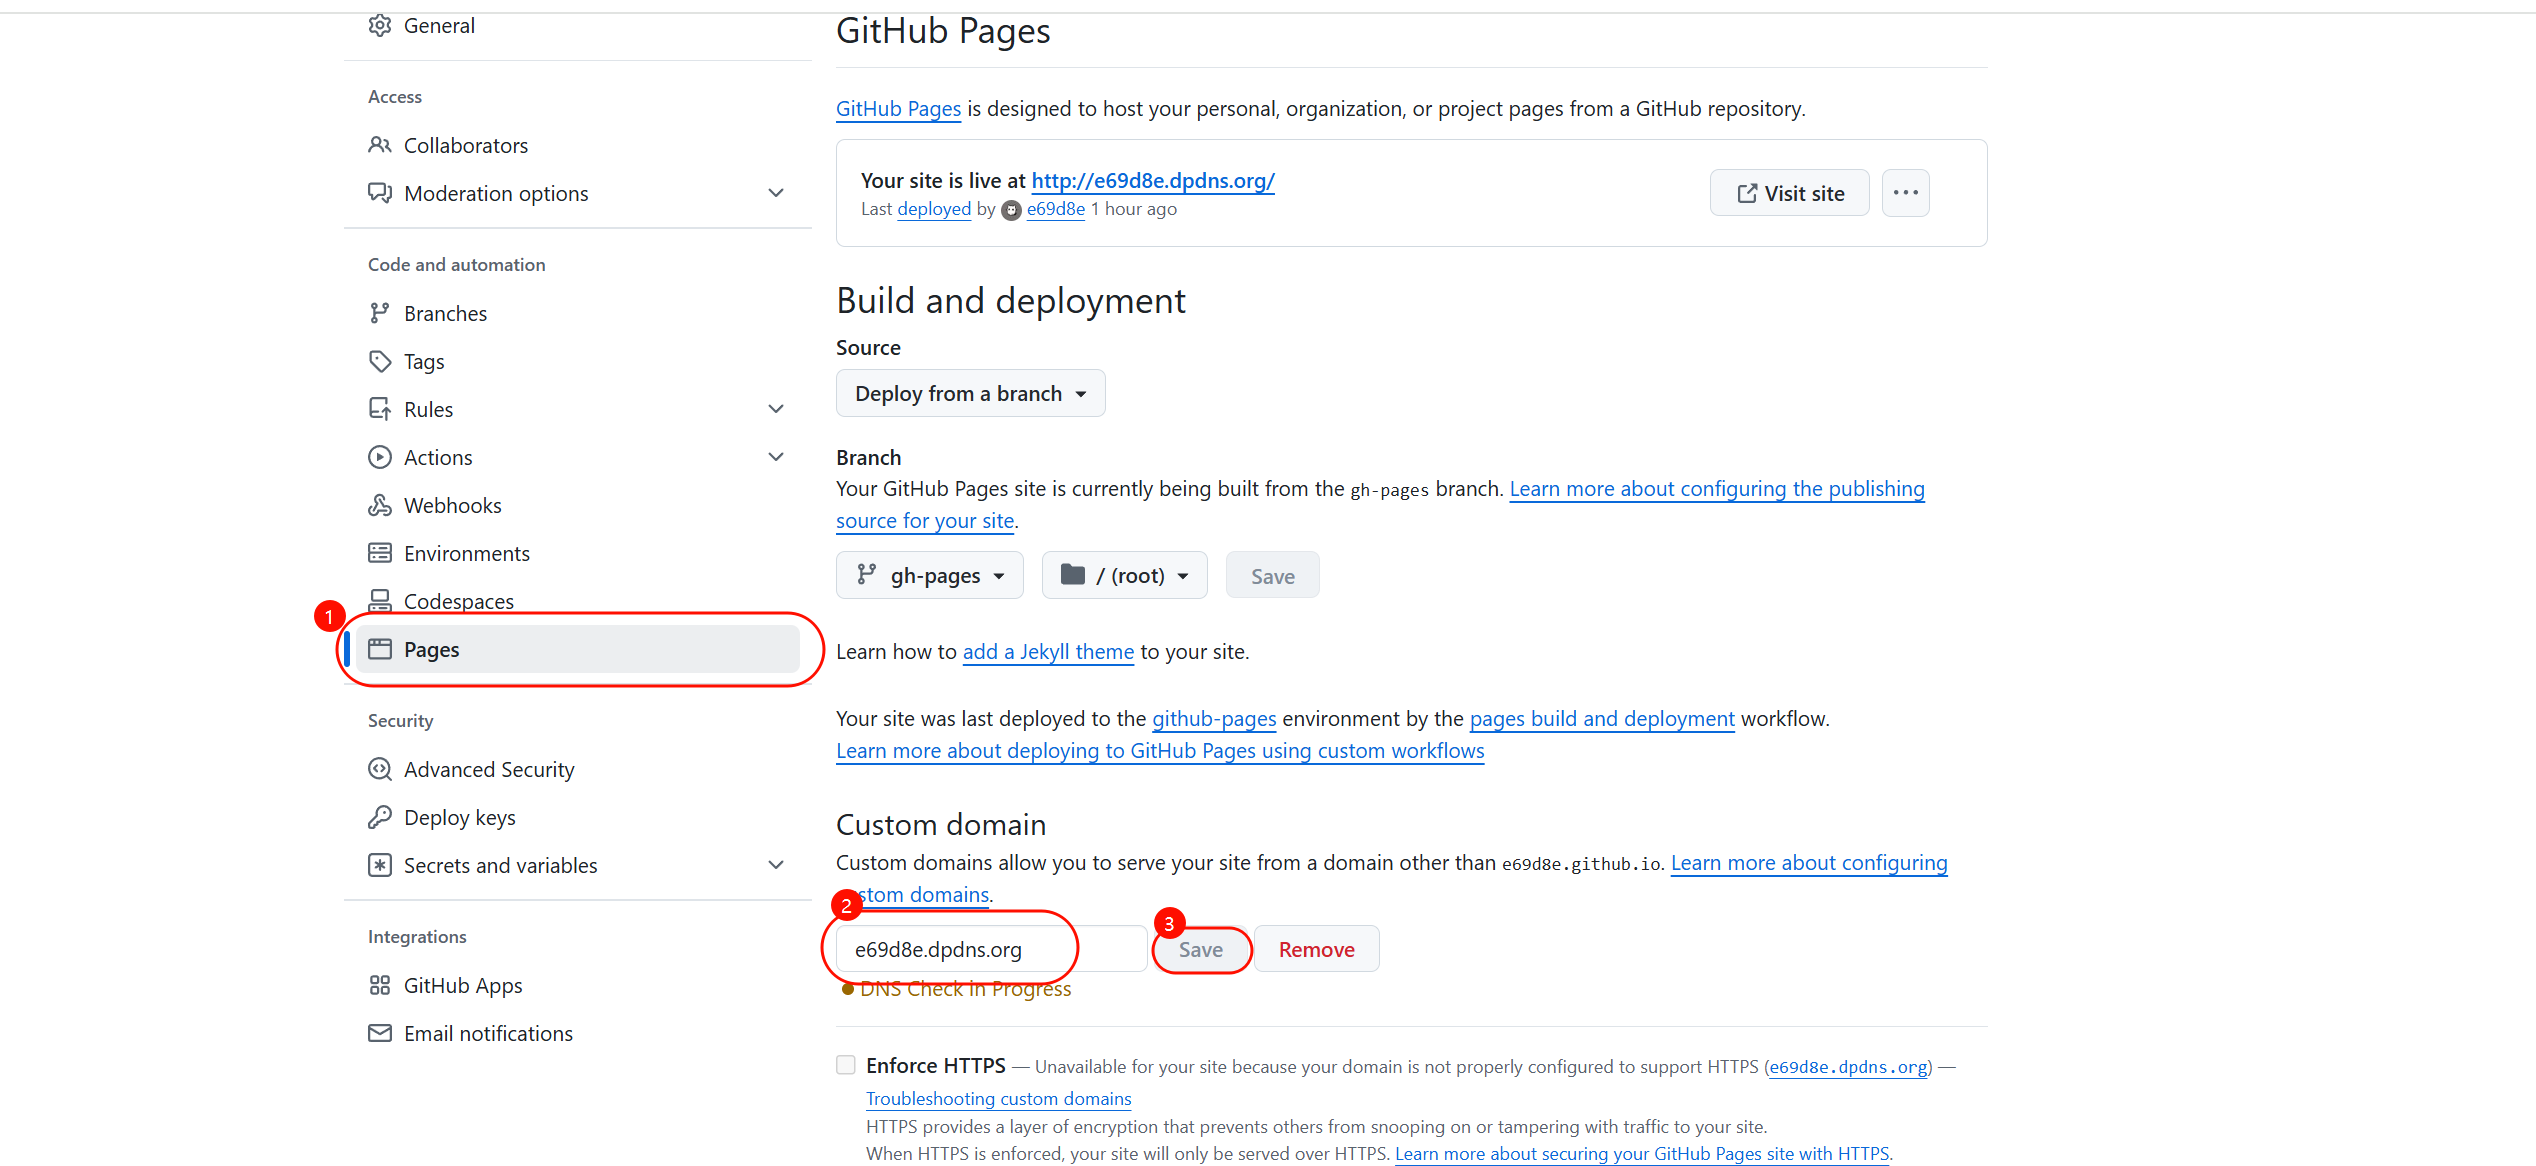 General
Access
Collaborators
Moderation options
Code and automation
Branches
Tags
Rules
Actions
Webhooks
Environments
Codespaces
1
Pages
Security
Advanced Security
Deploy keys
Secrets and variables
Integrations
GitHub Apps
Email notifications
GitHub Pages
GitHub Pages is designed to host your personal, organization, or project pages from a GitHub repository.
Your site is live at http://e69d8e.dpdns.org/
Last deployed by e69d8e 1 hour ago
Visit site
Build and deployment
Source
Deploy from a branch
Branch
Your GitHub Pages site is currently being built from the gh-pages branch. Learn more about configuring the publishing
source for your site.
gh-pages / (root) Save
Learn how to add a Jekyll theme to your site.
Your site was last deployed to the github-pages environment by the pages build and deployment workflow.
Learn more about deploying to GitHub Pages using custom workflows
Custom domain
Custom domains allow you to serve your site from a domain other than e69d8e.github.io. Learn more about configuring
stom domains.
2
3
e69d8e.dpdns.org Save Remove
DNS Check in Progress
Enforce HTTPS — Unavailable for your site because your domain is not properly configured to support HTTPS (e69d8e.dpdns.org) —
Troubleshooting custom domains
HTTPS provides a layer of encryption that prevents others from snooping on or tampering with traffic to your site.
When HTTPS is enforced, your site will only be served over HTTPS. Learn more about securing your GitHub Pages site with HTTPS.